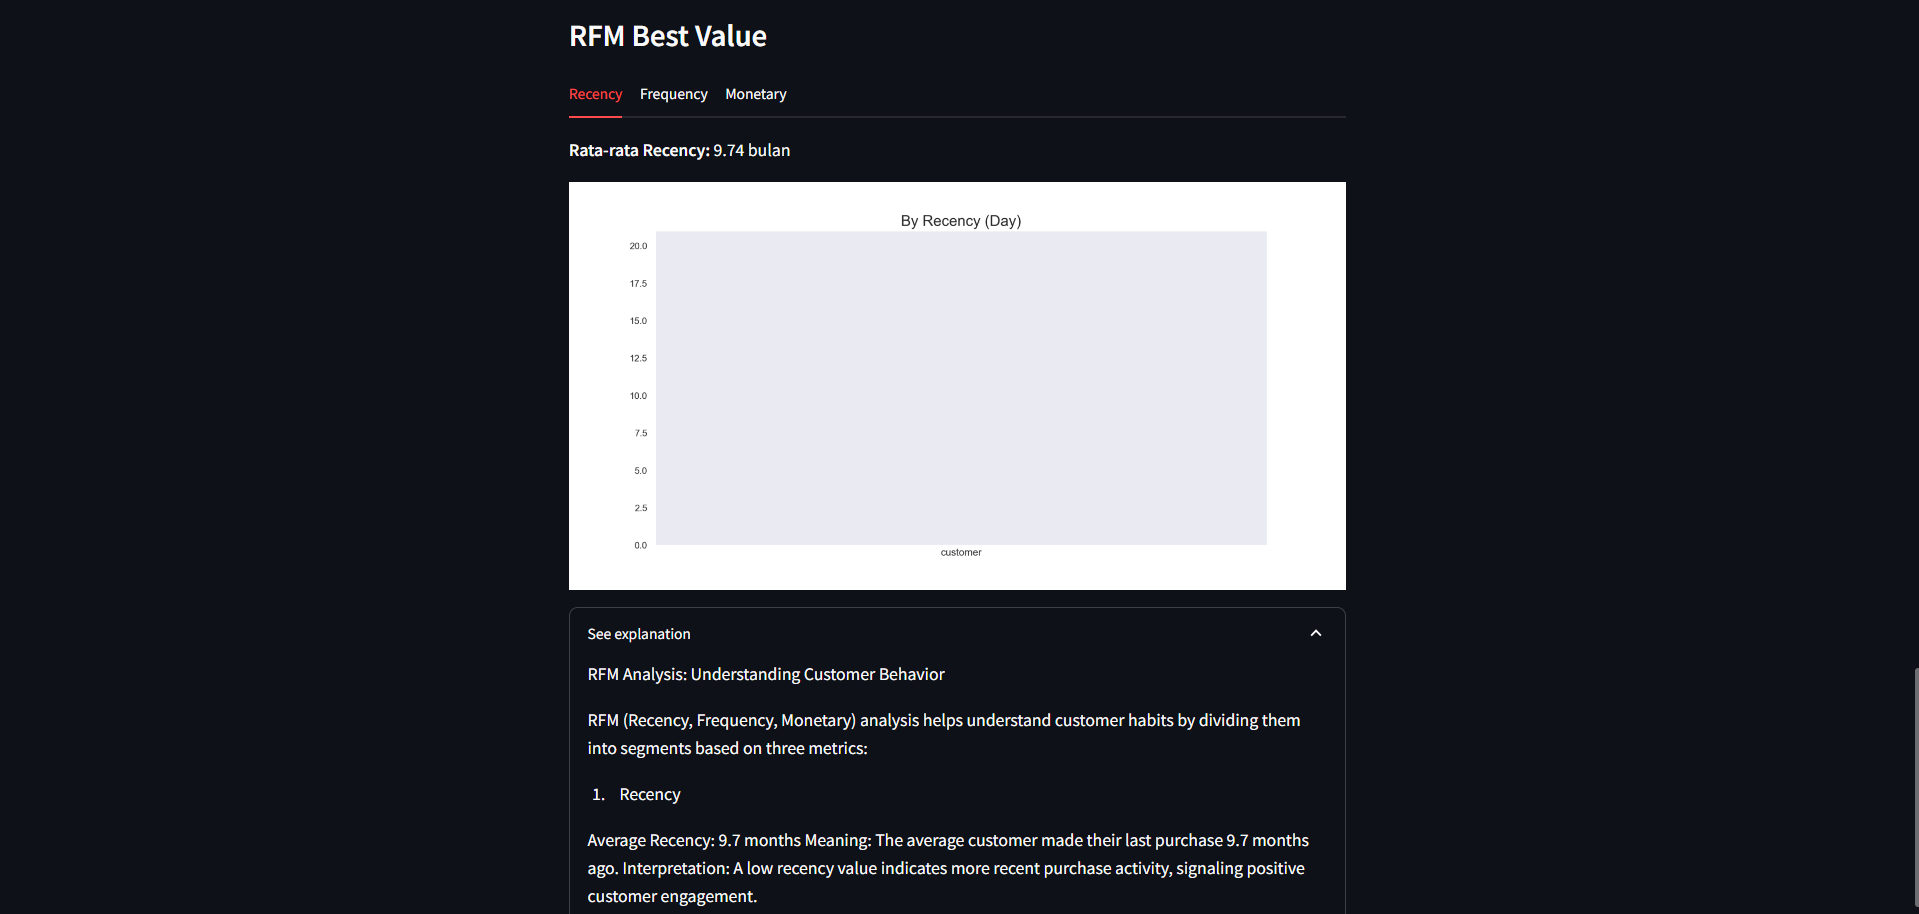 RFM Best Value
Recency Frequency Monetary
Rata-rata Recency: 9.74 bulan
By Recency (Day)
20.0
17.5
15.0
12.5
10.0
7.5
5.0
2.5
0.0
customer
See explanation
RFM Analysis: Understanding Customer Behavior
RFM (Recency, Frequency, Monetary) analysis helps understand customer habits by dividing them
into segments based on three metrics:
1. Recency
Average Recency: 9.7 months Meaning: The average customer made their last purchase 9.7 months
ago. Interpretation: A low recency value indicates more recent purchase activity, signaling positive
customer engagement.